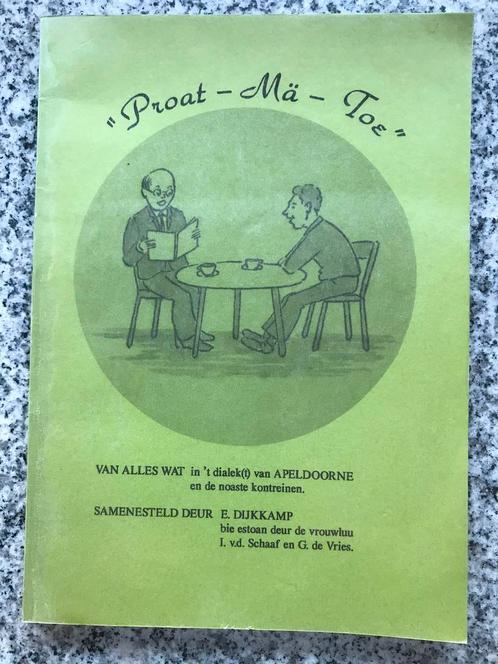 "Proat – Mä – Toe"
VAN ALLES WAT in 't dialek(t) van APELDOORNE
en de noaste kontreinen.
SAMENESTELD DEUR E. DIJKKAMP
bie estoan deur de vrouwluu
I. v.d. Schaaf en G. de Vries.